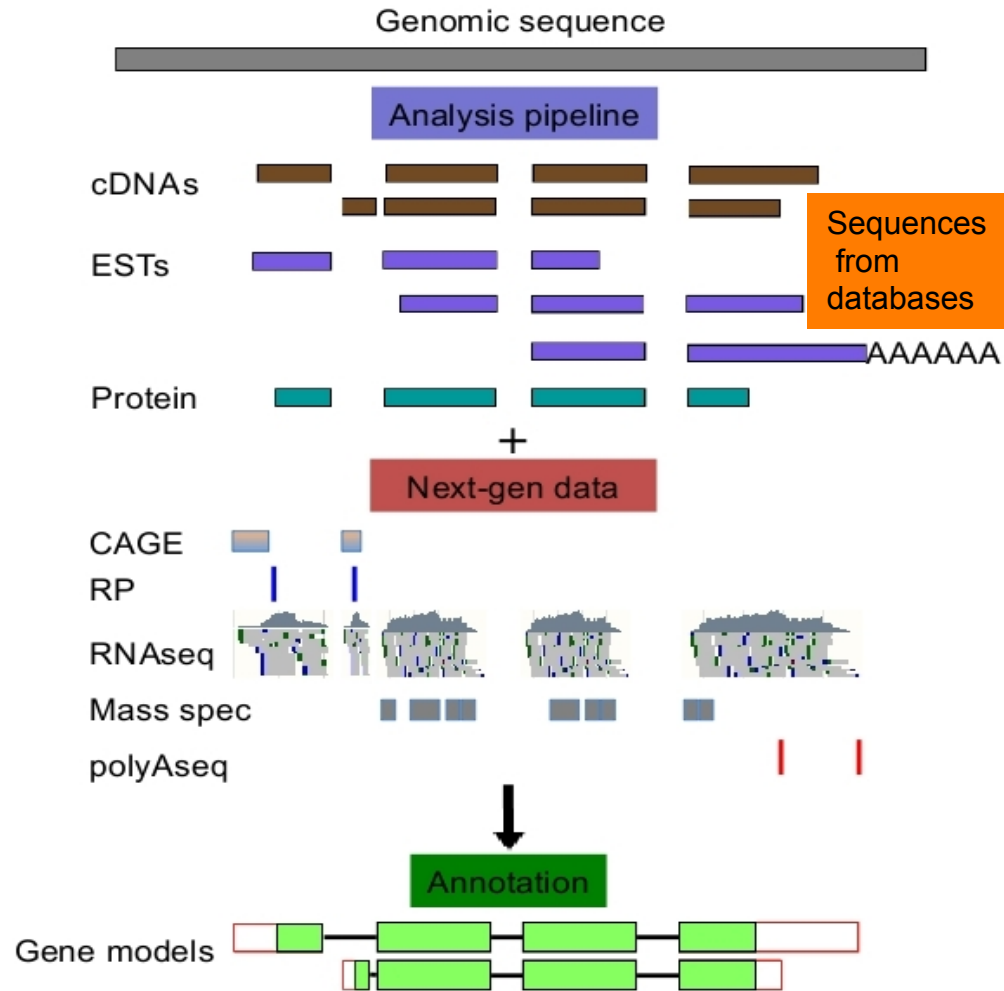 Genomic sequence
Analysis pipeline
cDNAs
Sequences
from
databases
ESTs
AAAAAA
Protein
+
Next-gen data
CAGE
RP
RNAseq
Mass spec
polyAseq
Annotation
Gene models